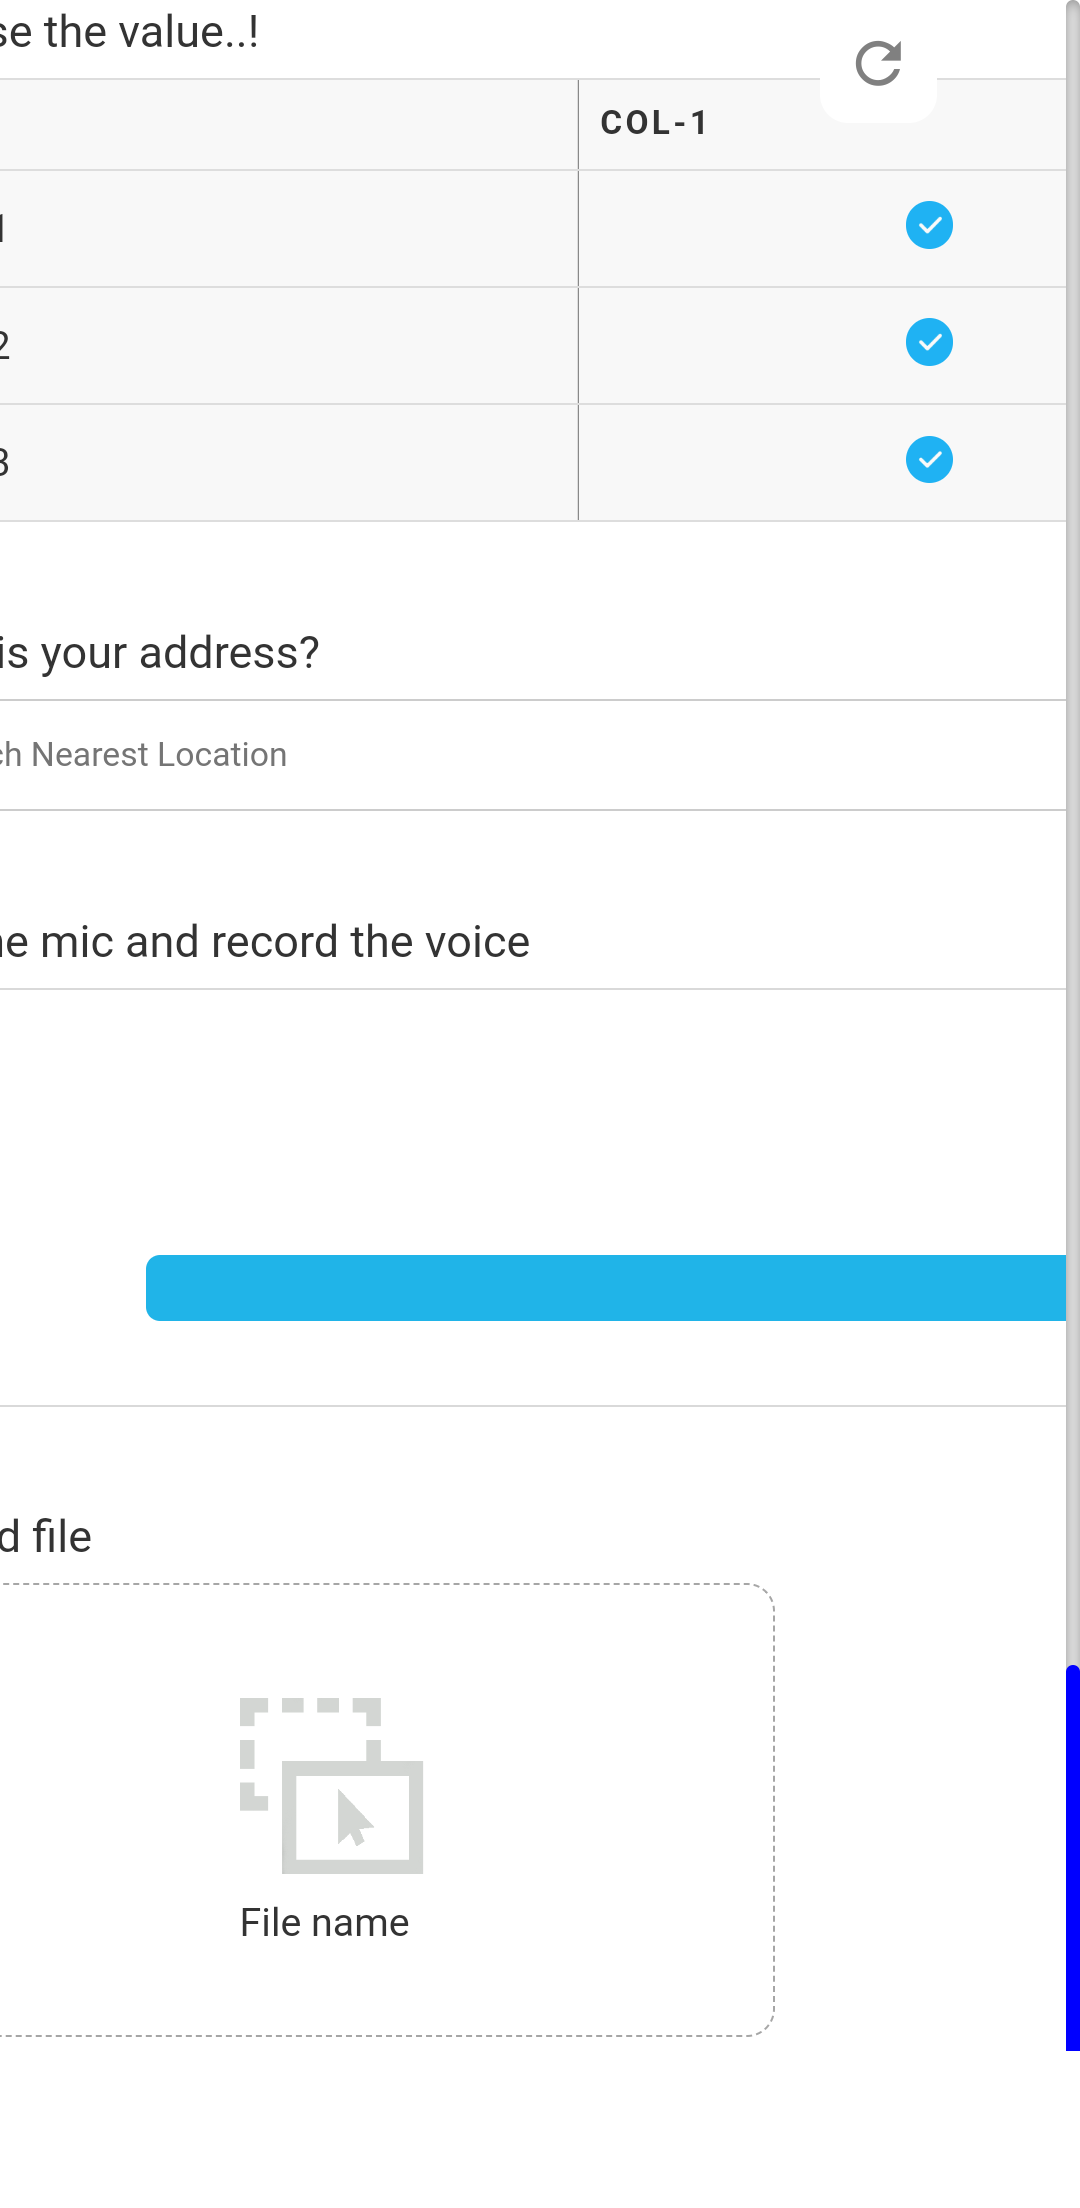 se the value..!
COL-1
1
2
3
is your address?
ch Nearest Location
he mic and record the voice
d file
File name